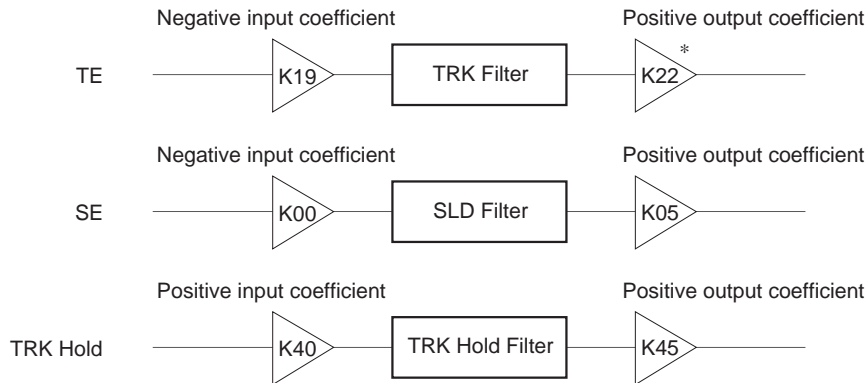 Negative input coefficient Positive output coefficient
TE K19 TRK Filter K22 *
Negative input coefficient Positive output coefficient
SE K00 SLD Filter K05
Positive input coefficient Positive output coefficient
TRK Hold K40 TRK Hold Filter K45